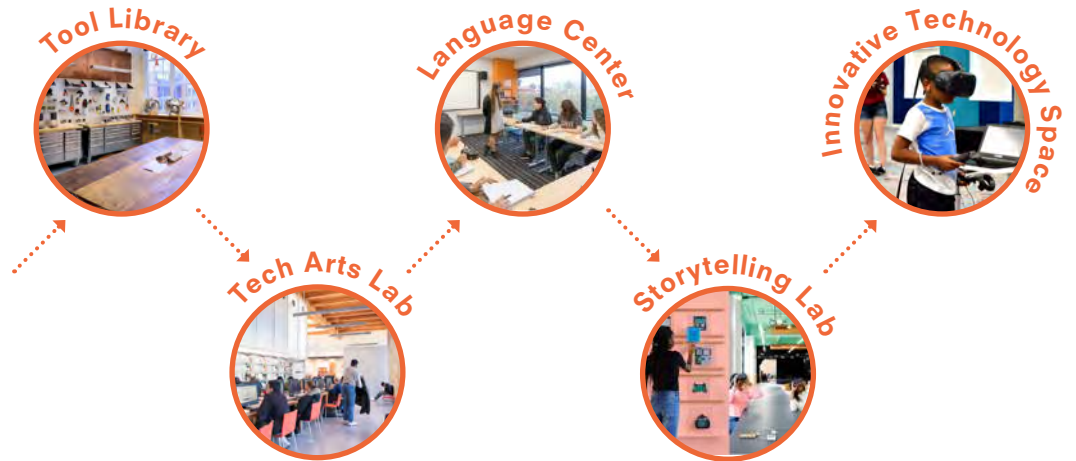 Tool Library
Tech Arts Lab
Language Center
Storytelling Lab
Innovative Technology Space